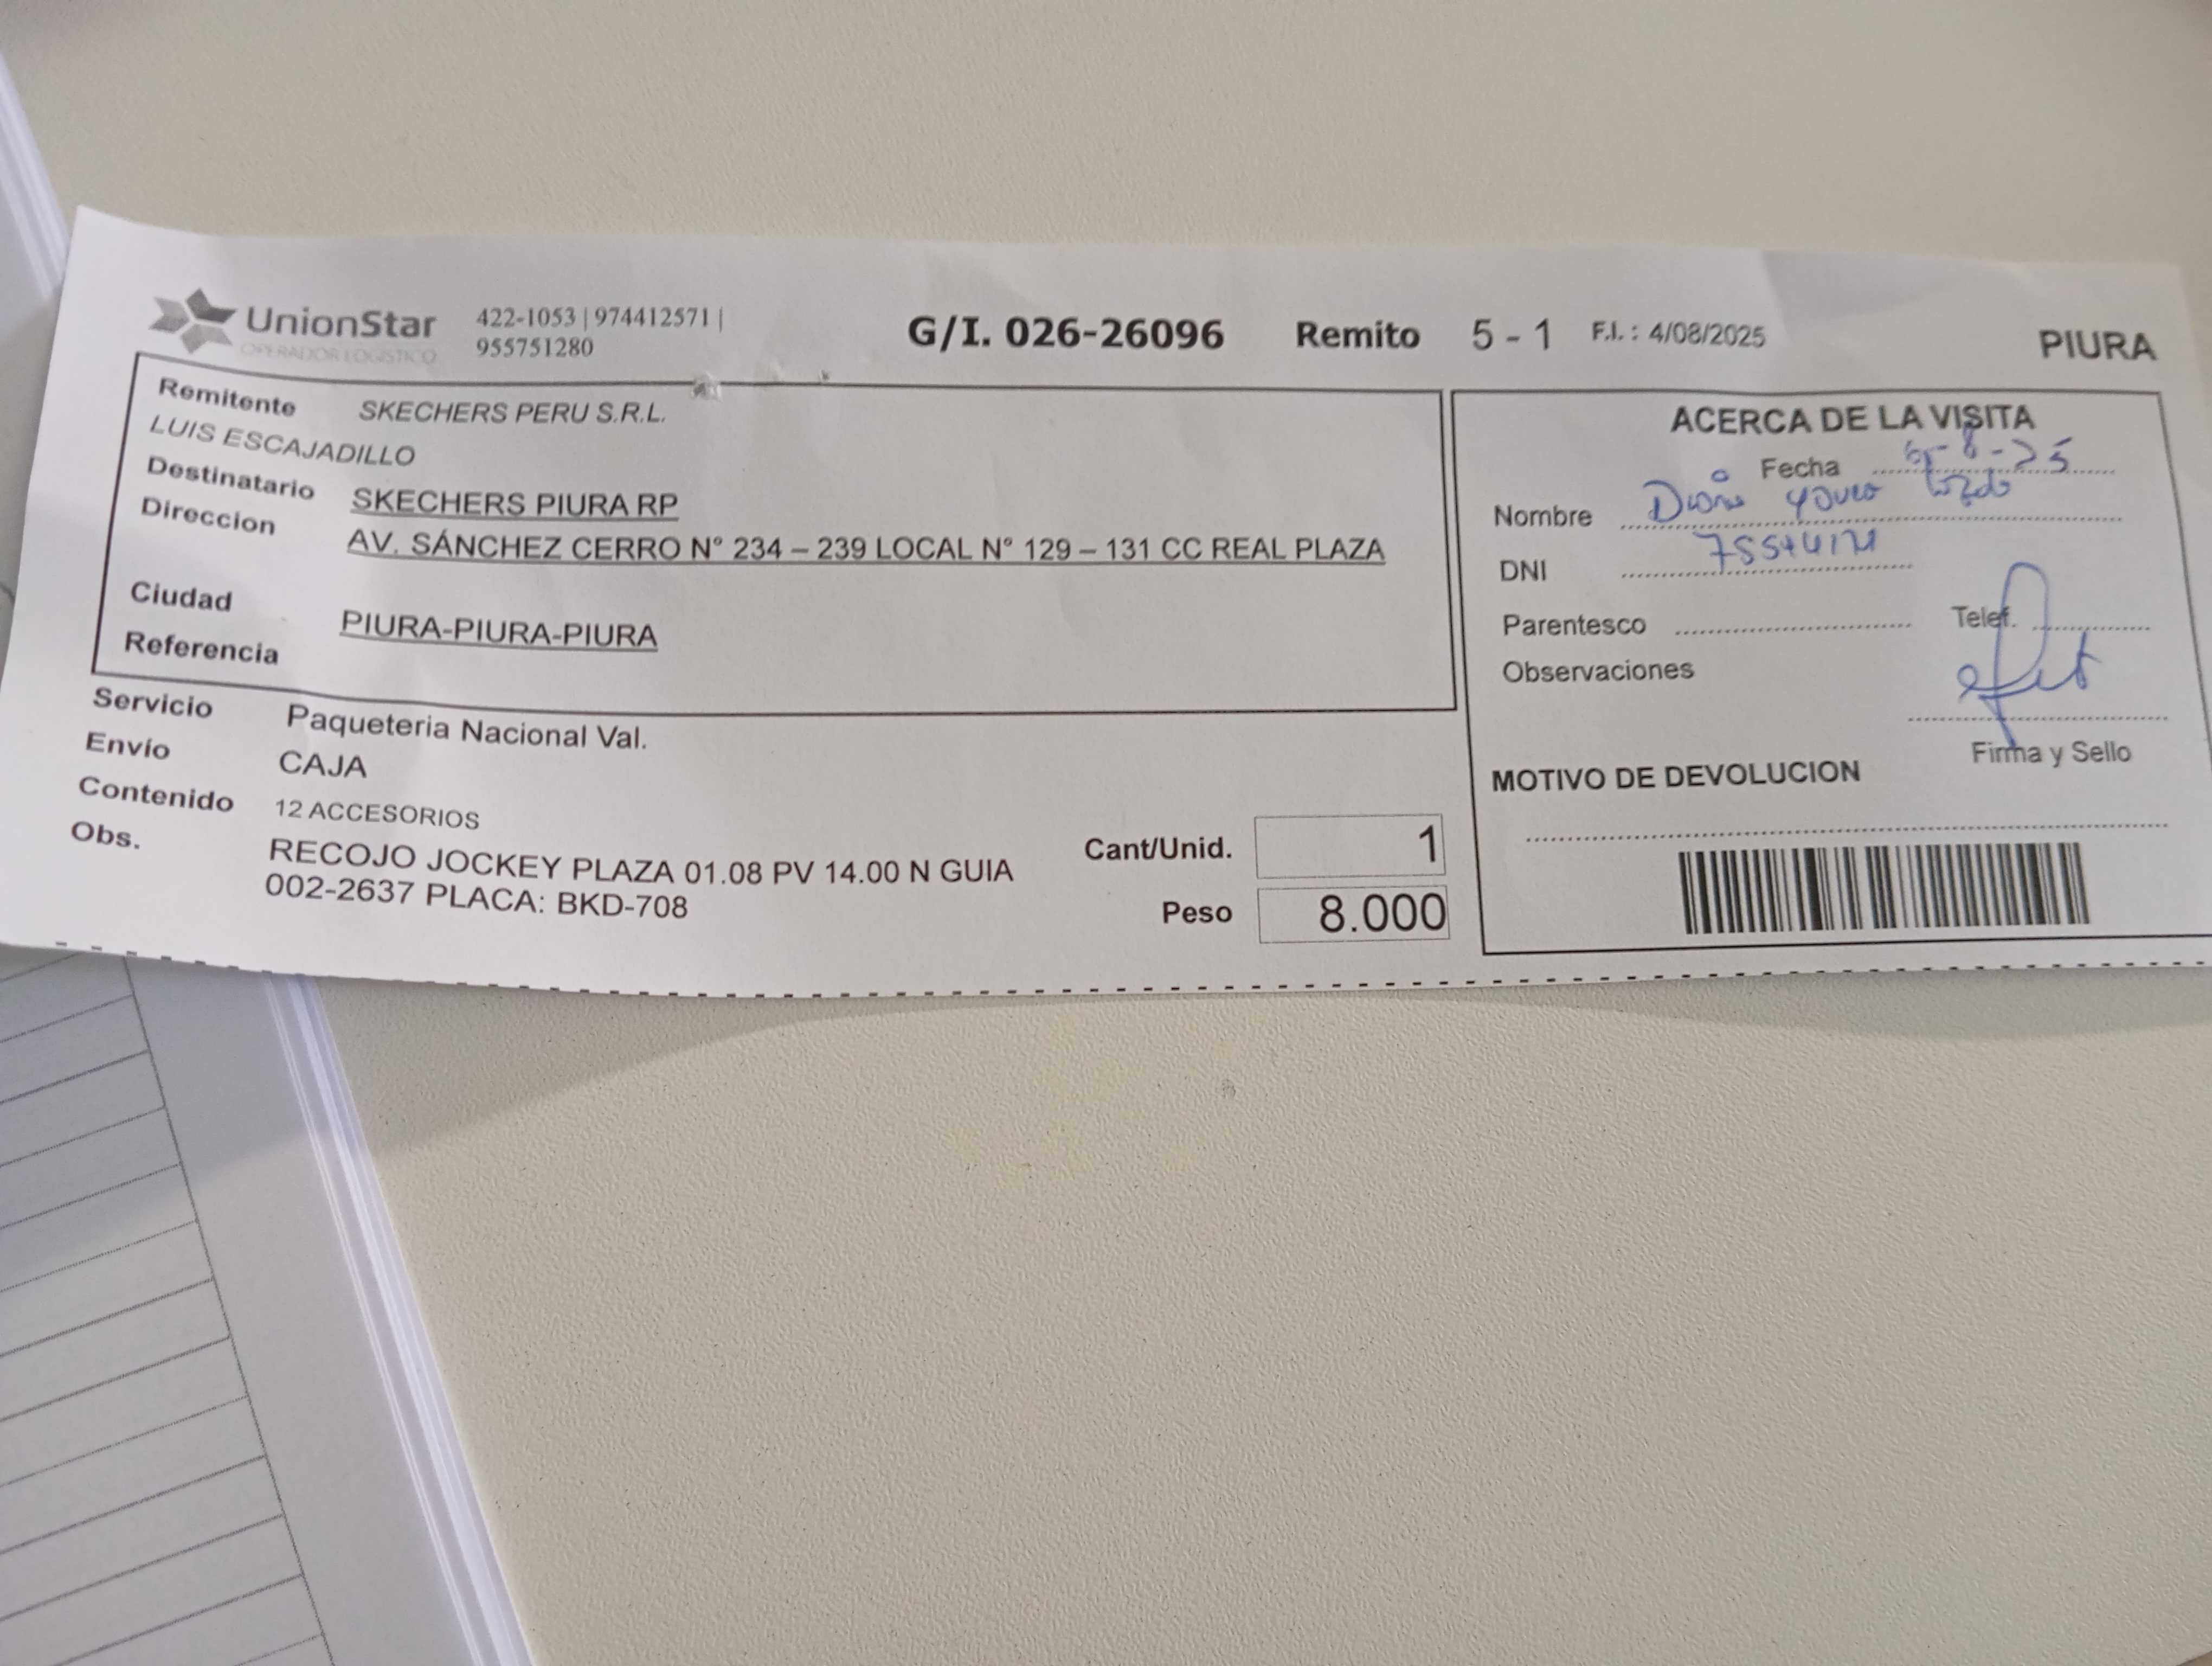 UnionStar
OPERADOR LOGISTICO
422-1053 | 974412571 |
955751280
G/I. 026-26096 Remito 5 - 1 F.I. : 4/08/2025
PIURA
Remitente SKECHERS PERU S.R.L.
LUIS ESCAJADILLO
Destinatario SKECHERS PIURA RP
Direccion AV. SÁNCHEZ CERRO N° 234 – 239 LOCAL N° 129 – 131 CC REAL PLAZA
Ciudad PIURA-PIURA-PIURA
Referencia
Servicio Paqueteria Nacional Val.
Envío CAJA
Contenido 12 ACCESORIOS
Obs. RECOJO JOCKEY PLAZA 01.08 PV 14.00 N GUIA
002-2637 PLACA: BKD-708
Cant/Unid. 1
Peso 8.000
ACERCA DE LA VISITA
Fecha
Nombre
DNI
Parentesco Telef.
Observaciones
Firma y Sello
MOTIVO DE DEVOLUCION